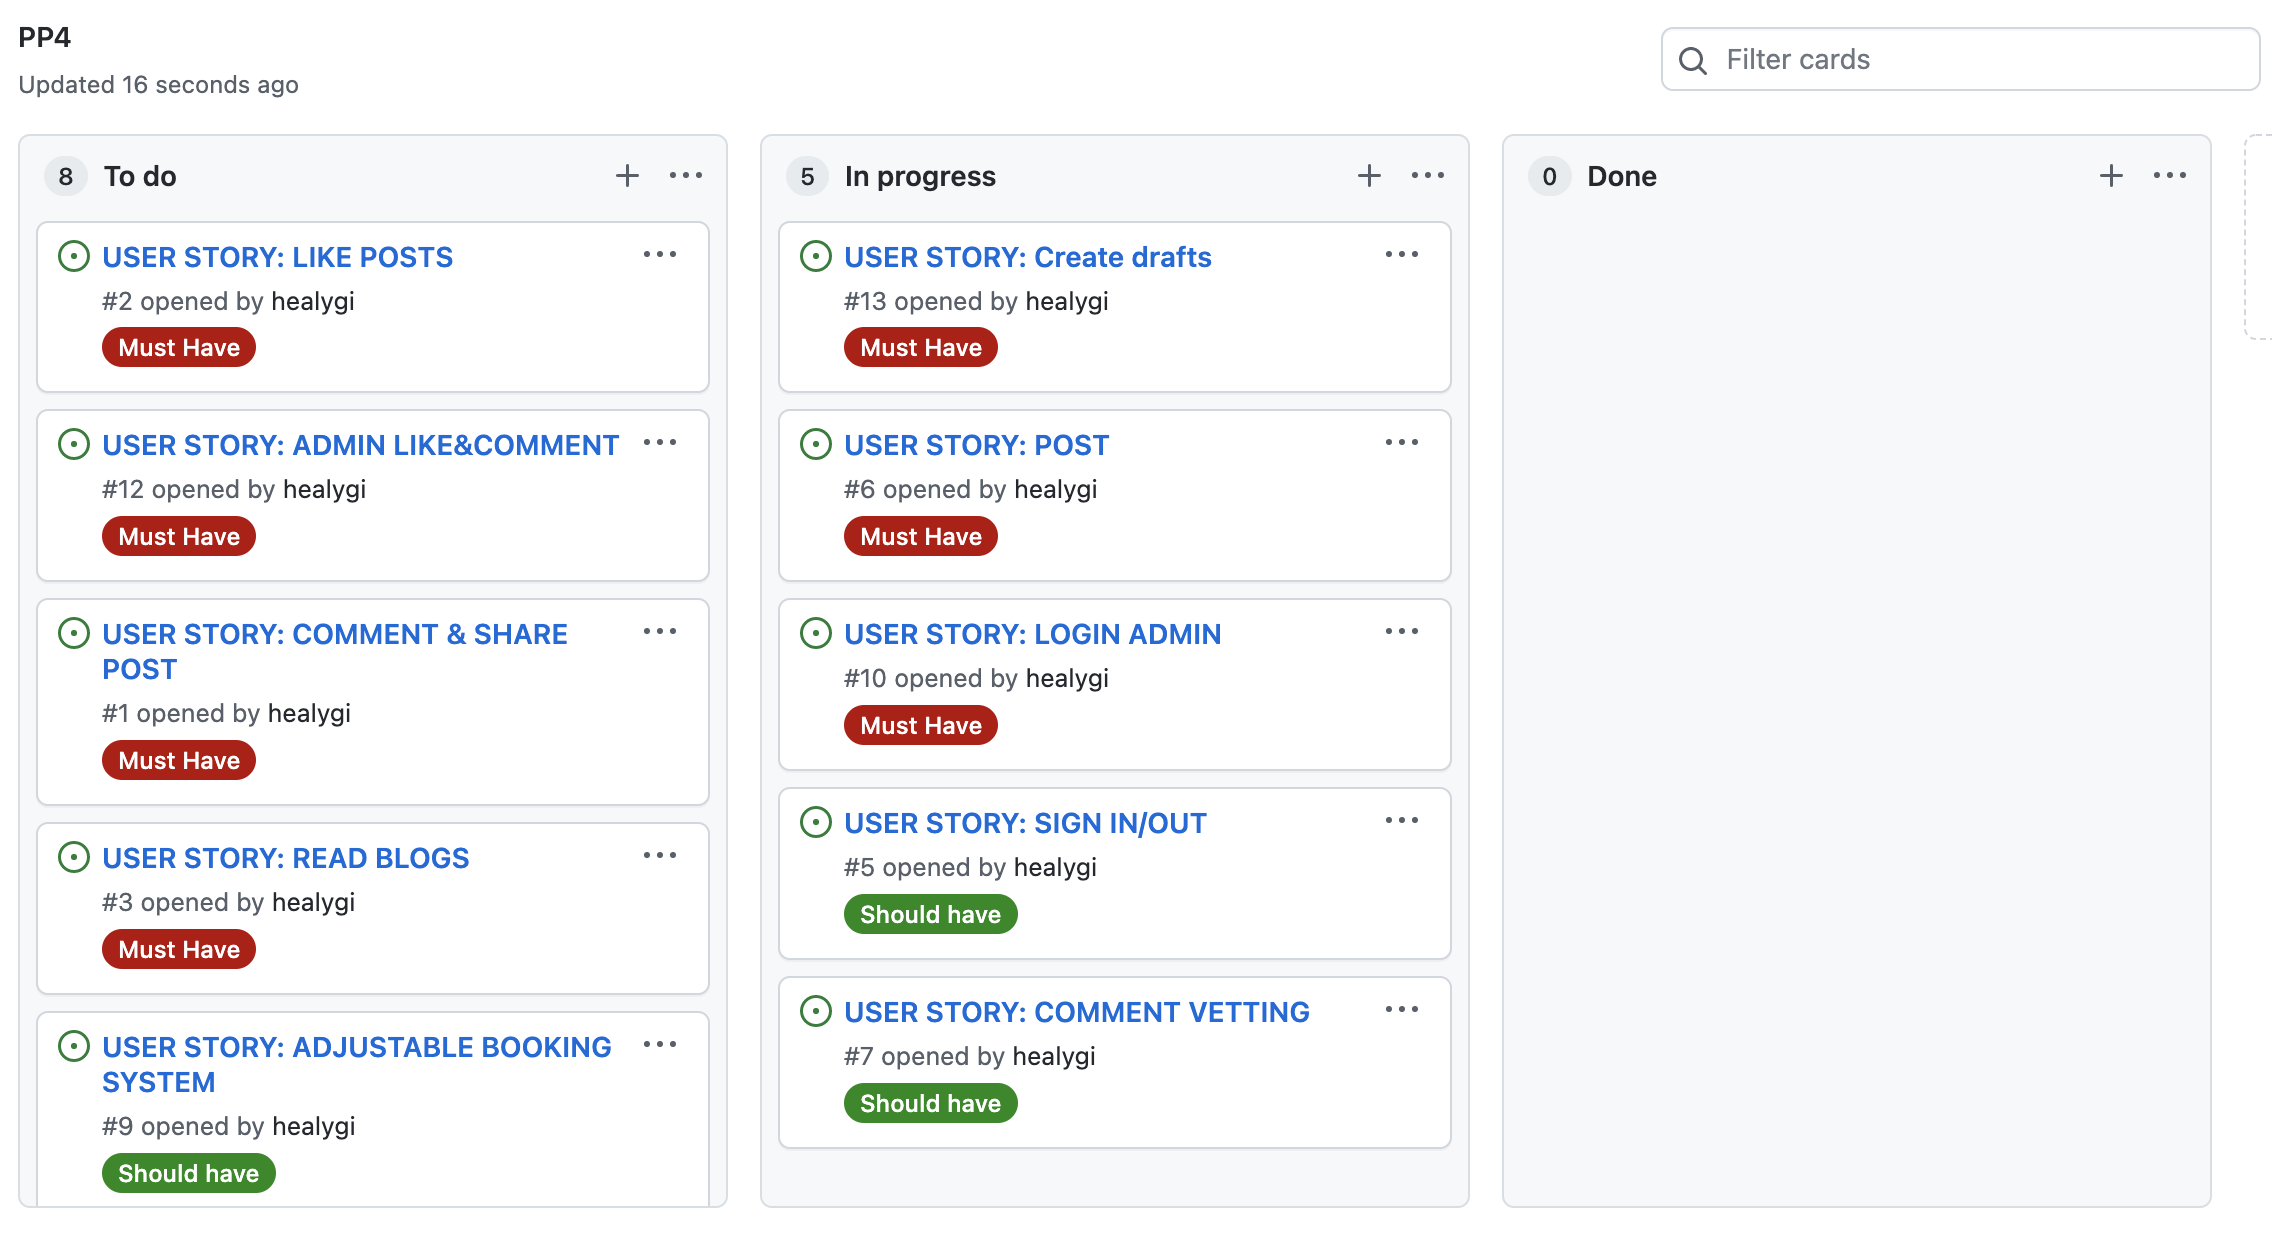 PP4
Updated 16 seconds ago
Filter cards
8 To do
USER STORY: LIKE POSTS
#2 opened by healygi
Must Have
USER STORY: ADMIN LIKE&COMMENT
#12 opened by healygi
Must Have
USER STORY: COMMENT & SHARE
POST
#1 opened by healygi
Must Have
USER STORY: READ BLOGS
#3 opened by healygi
Must Have
USER STORY: ADJUSTABLE BOOKING
SYSTEM
#9 opened by healygi
Should have
5 In progress
USER STORY: Create drafts
#13 opened by healygi
Must Have
USER STORY: POST
#6 opened by healygi
Must Have
USER STORY: LOGIN ADMIN
#10 opened by healygi
Must Have
USER STORY: SIGN IN/OUT
#5 opened by healygi
Should have
USER STORY: COMMENT VETTING
#7 opened by healygi
Should have
0 Done